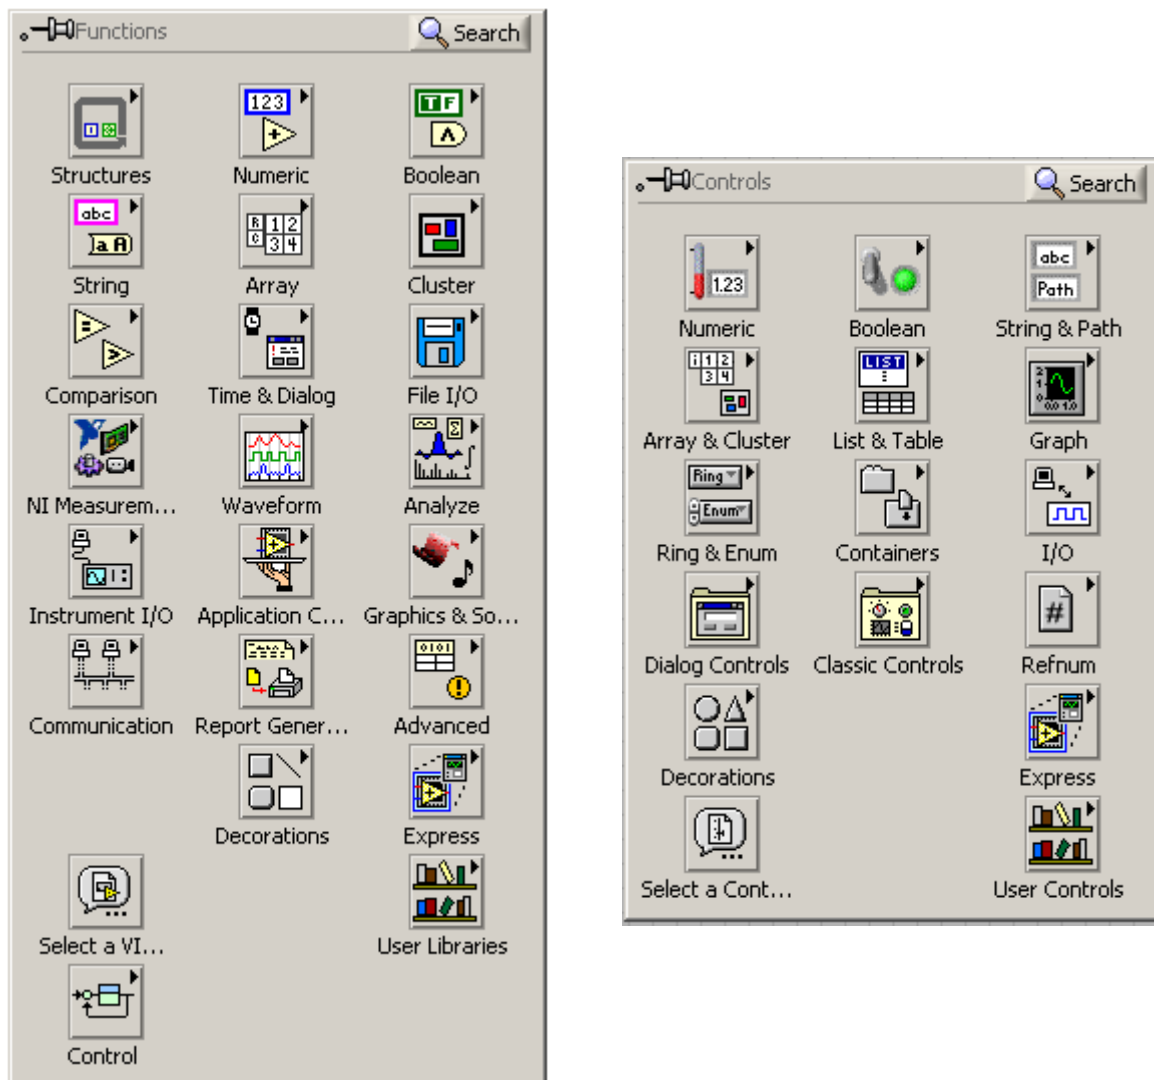 Functions Search
Structures Numeric Boolean
String Array Cluster
Comparison Time & Dialog File I/O
NI Measurem... Waveform Analyze
Instrument I/O Application C... Graphics & So...
Communication Report Gener... Advanced
Decorations Express
Select a VI... User Libraries
Control
Controls Search
Numeric Boolean String & Path
Array & Cluster List & Table Graph
Ring & Enum Containers I/O
Dialog Controls Classic Controls Refnum
Decorations Express
Select a Cont... User Controls